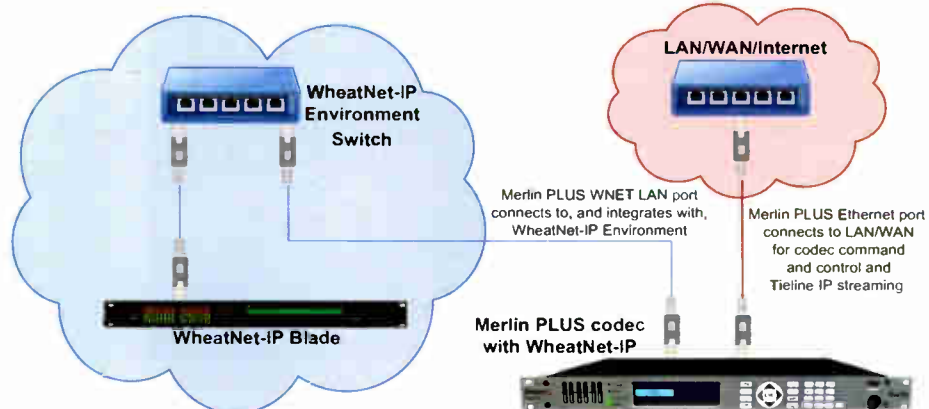 WheatNet-IP
Environment
Switch
WheatNet-IP Blade
LAN/WAN/Internet
Merlin PLUS WNET LAN port
connects to, and integrates with,
WheatNet-IP Environment
Merlin PLUS Ethernet port
connects to LAN/WAN
for codec command
and control and
Tieline IP streaming
Merlin PLUS codec
with WheatNet-IP